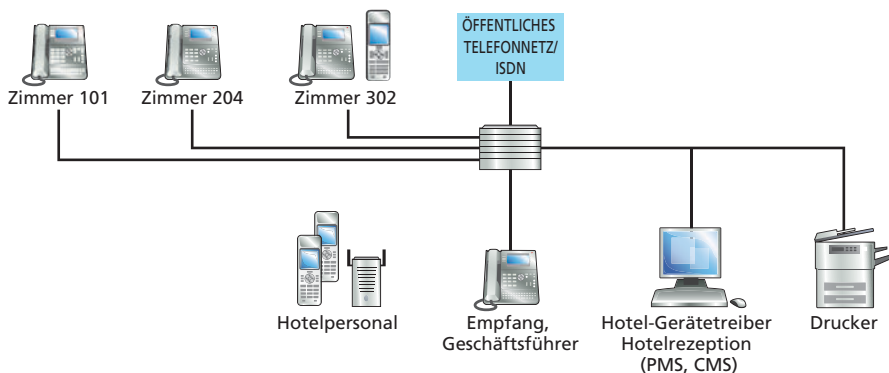 ÖFFENTLICHES
TELEFONNETZ/
ISDN
Zimmer 101
Zimmer 204
Zimmer 302
Hotelpersonal
Empfang,
Geschäftsführer
Hotel-Gerätetreiber
Hotelrezeption
(PMS, CMS)
Drucker